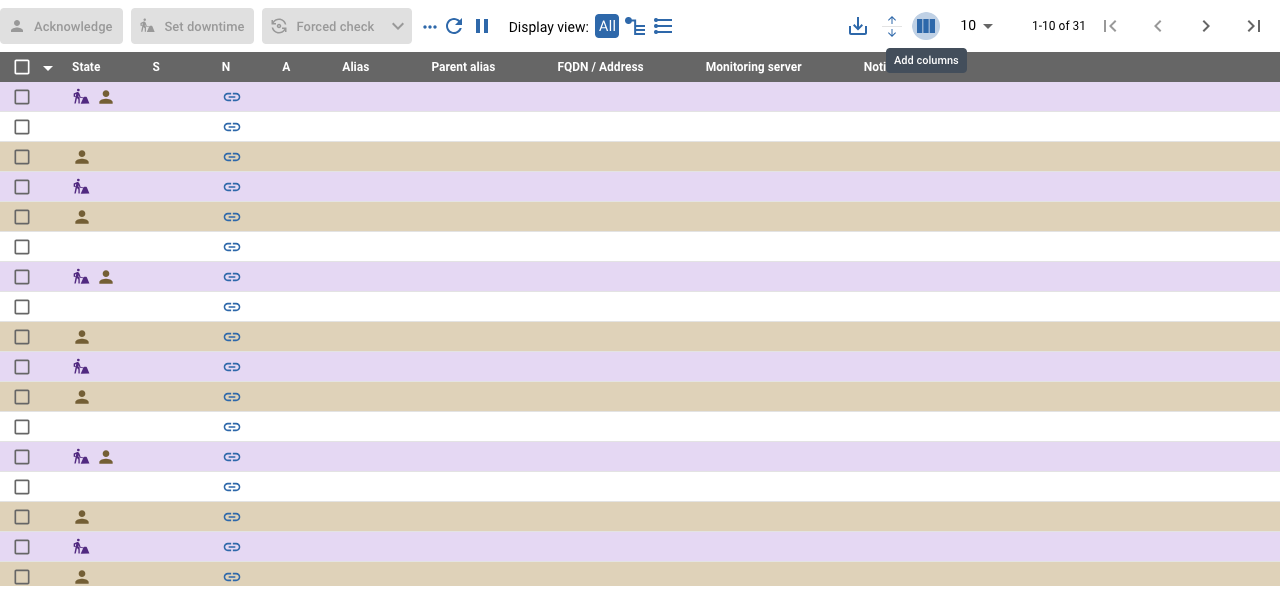 Acknowledge Set downtime Forced check Display view: All 10 1-10 of 31
Add columns
State S N A Alias Parent alias FQDN / Address Monitoring server Noti